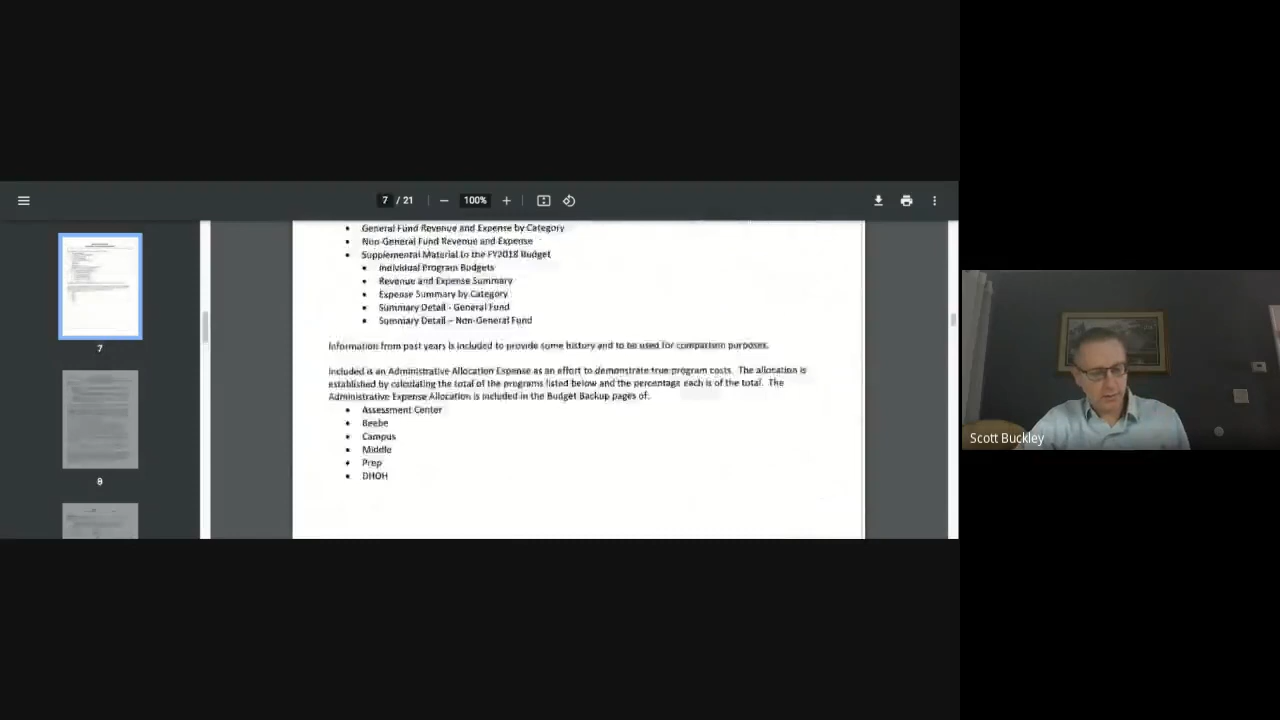 7 / 21
100%
General Fund Revenue and Expense by Category
Non-General Fund Revenue and Expense
Supplemental Material to the FY2018 Budget
Individual Program Budgets
Revenue and Expense Summary
Expense Summary by Category
Summary Detail - General Fund
Summary Detail – Non-General Fund
Information from past years is included to provide some history and to be used for comparison purposes.
Included is an Administrative Allocation Expense as an effort to demonstrate true program costs. The allocation is
established by calculating the total of the programs listed below and the percentage each is of the total. The
Administrative Expense Allocation is included in the Budget Backup pages of:
Assessment Center
Beebe
Campus
Middle
Prep
DHOH
7
8
Scott Buckley